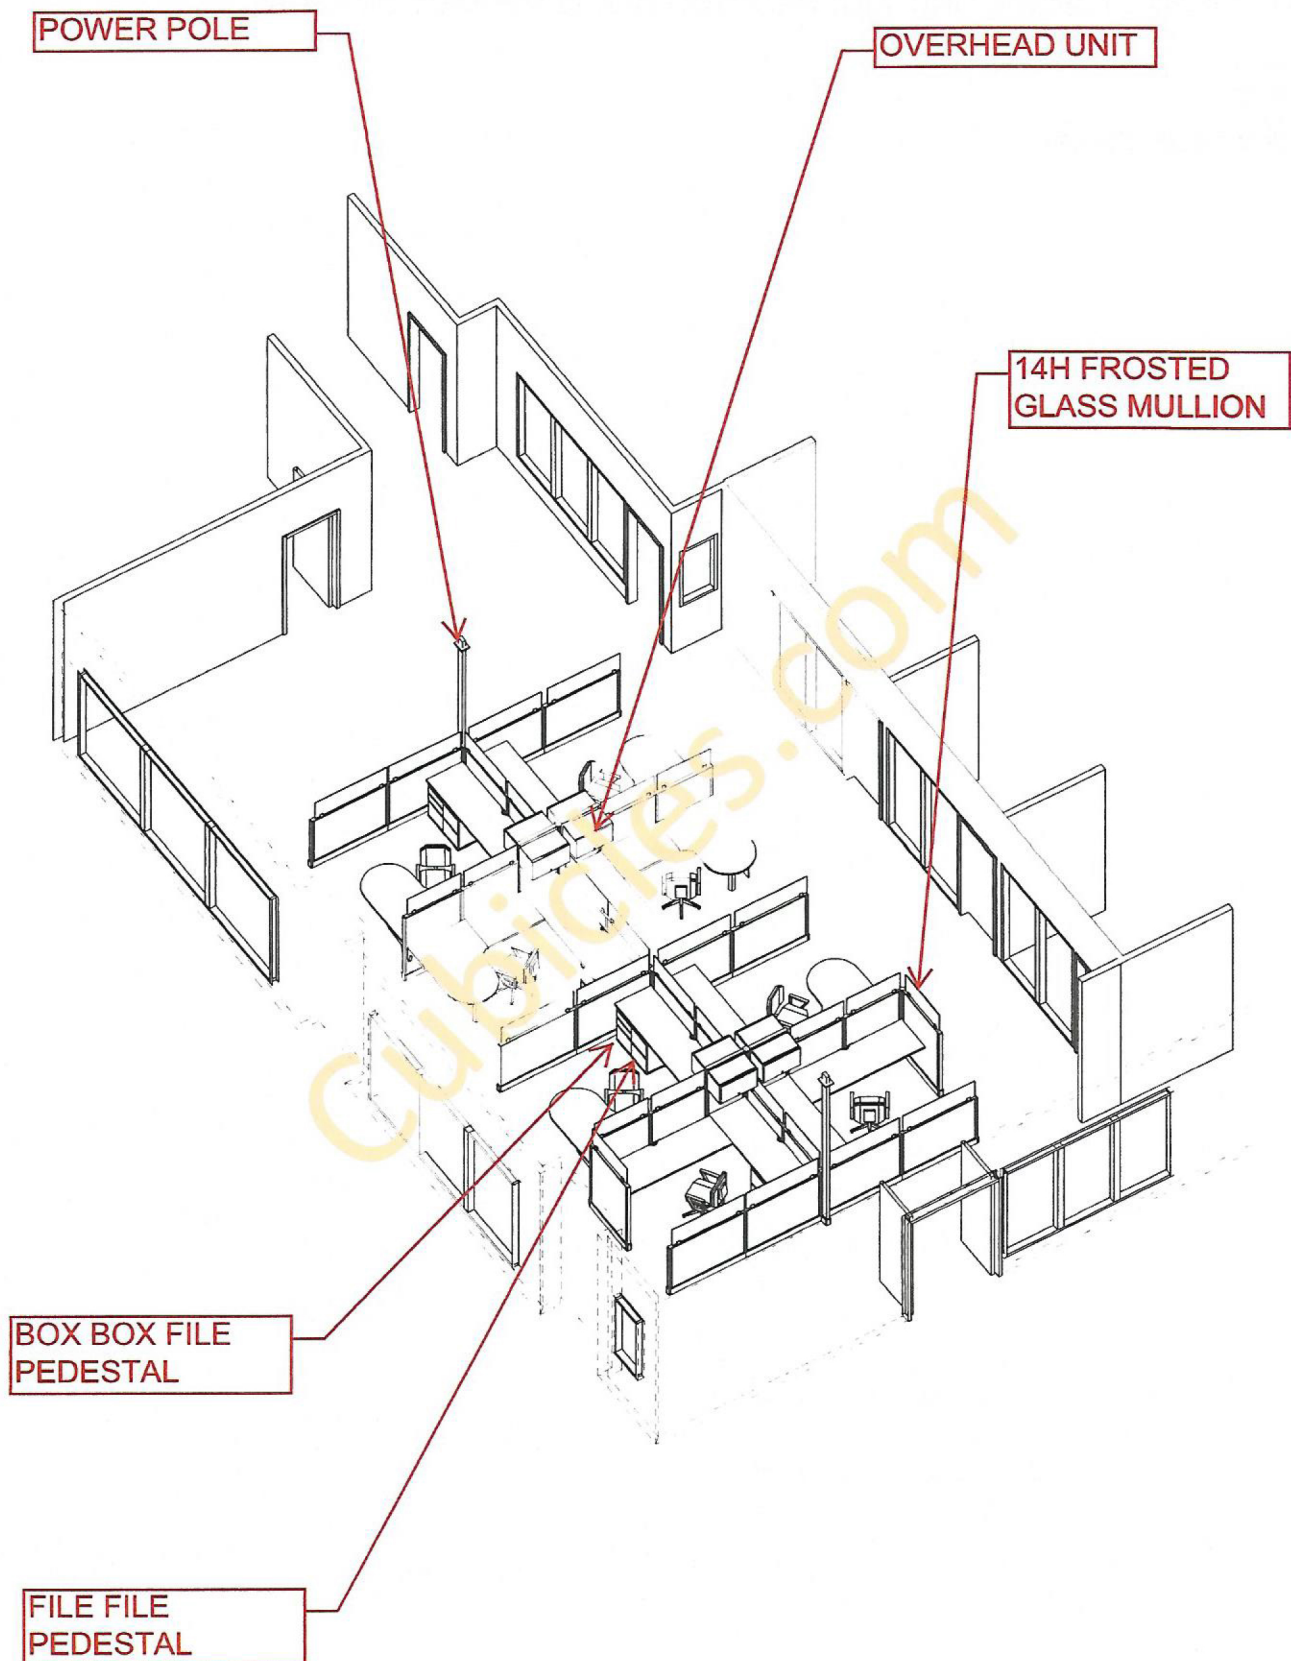 POWER POLE
OVERHEAD UNIT
14H FROSTED
GLASS MULLION
Cubicles.com
BOX BOX FILE
PEDESTAL
FILE FILE
PEDESTAL